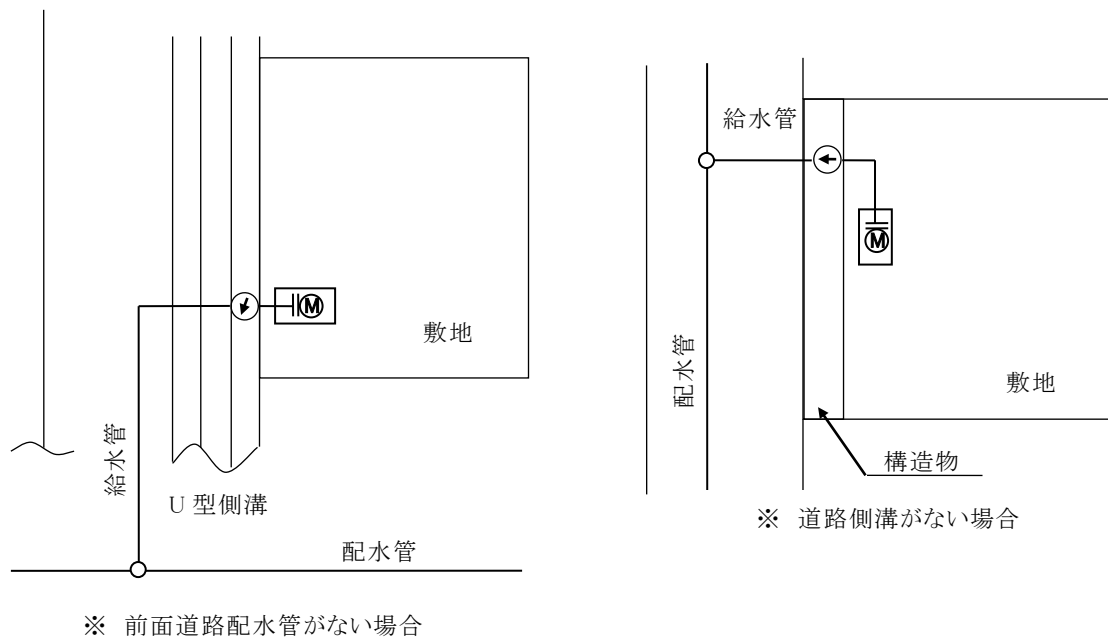 敷地
給水管
U 型側溝
配水管
※ 前面道路配水管がない場合
M
給水管
M
配水管
敷地
構造物
※ 道路側溝がない場合